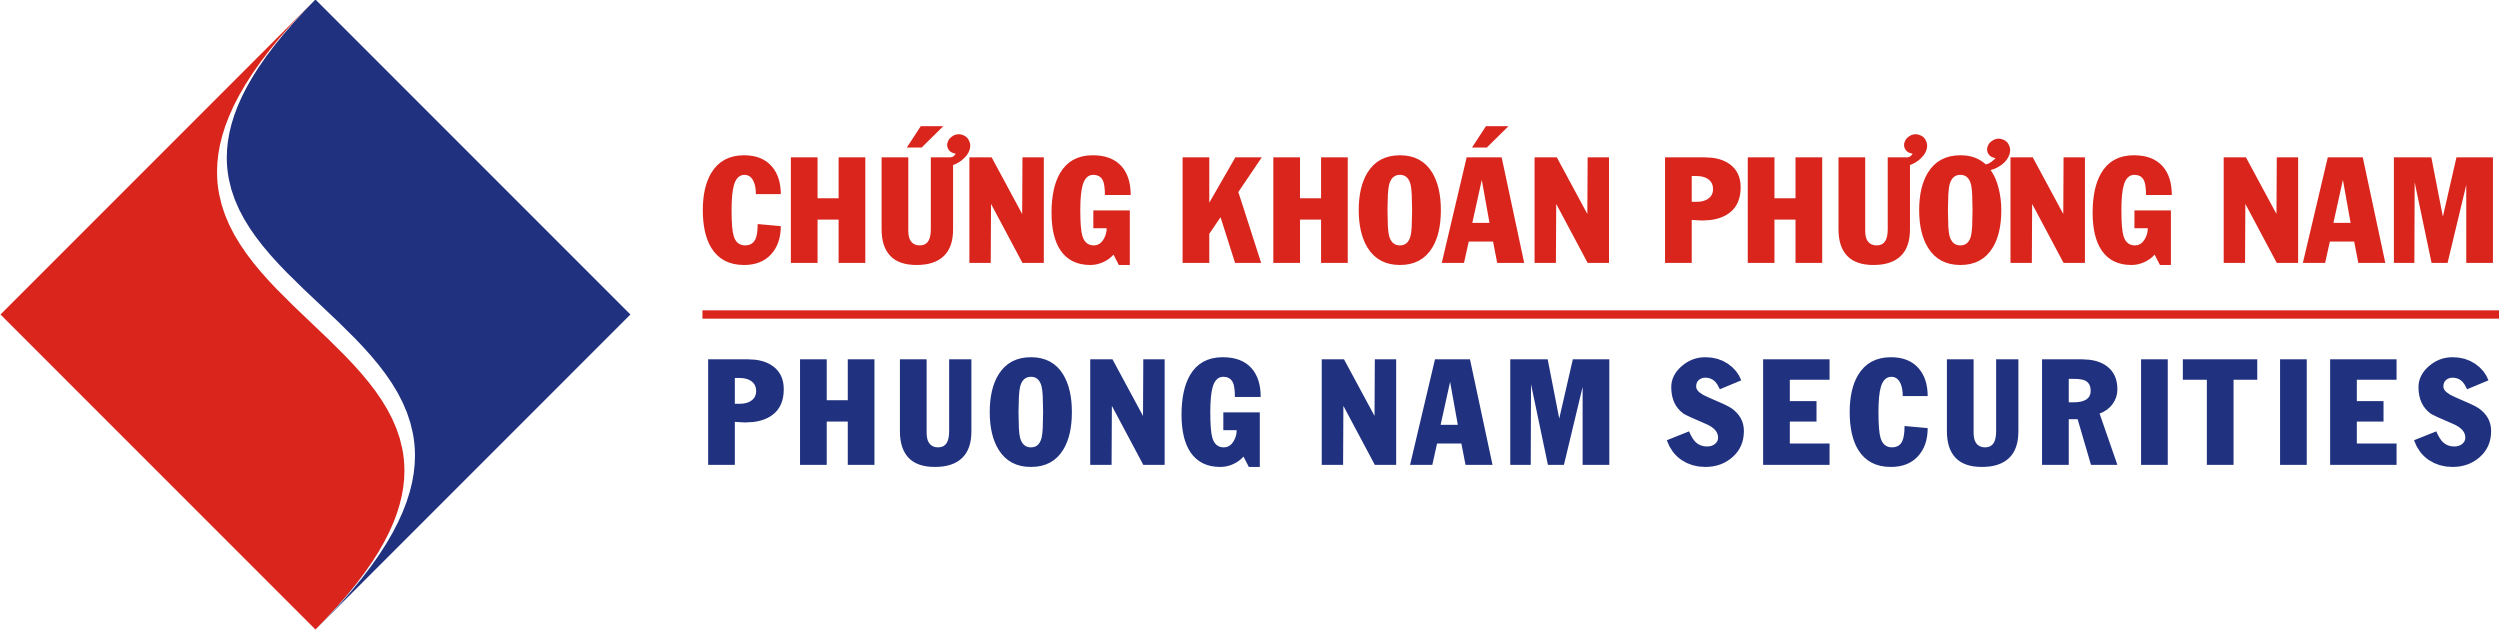 CHỨNG KHOÁN PHƯƠNG NAM
PHUONG NAM SECURITIES